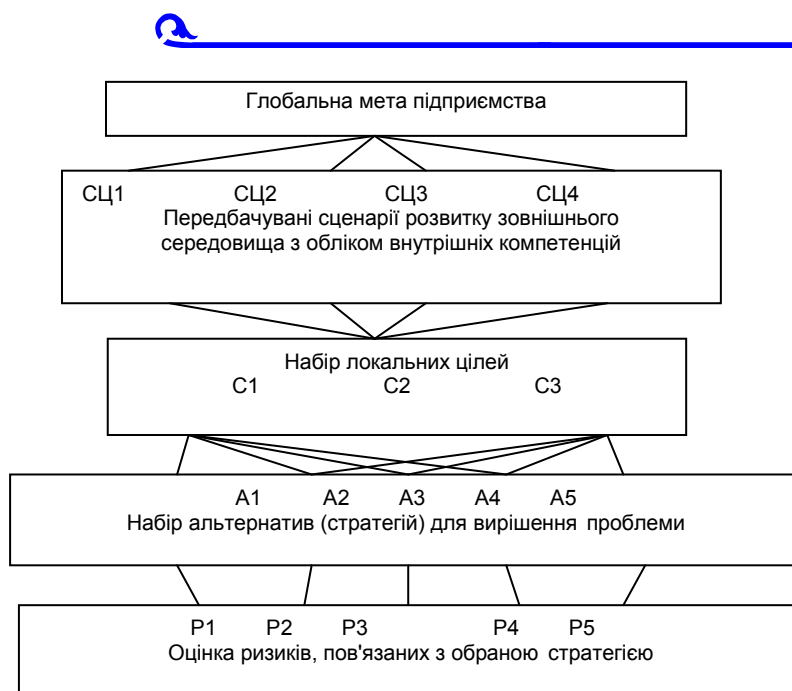 Глобальна мета підприємства
СЦ1 СЦ2 СЦ3 СЦ4
Передбачувані сценарії розвитку зовнішнього
середовища з обліком внутрішніх компетенцій
Набір локальних цілей
С1 С2 С3
А1 А2 А3 А4 А5
Набір альтернатив (стратегій) для вирішення проблеми
Р1 Р2 Р3 Р4 Р5
Оцінка ризиків, пов'язаних з обраною стратегією